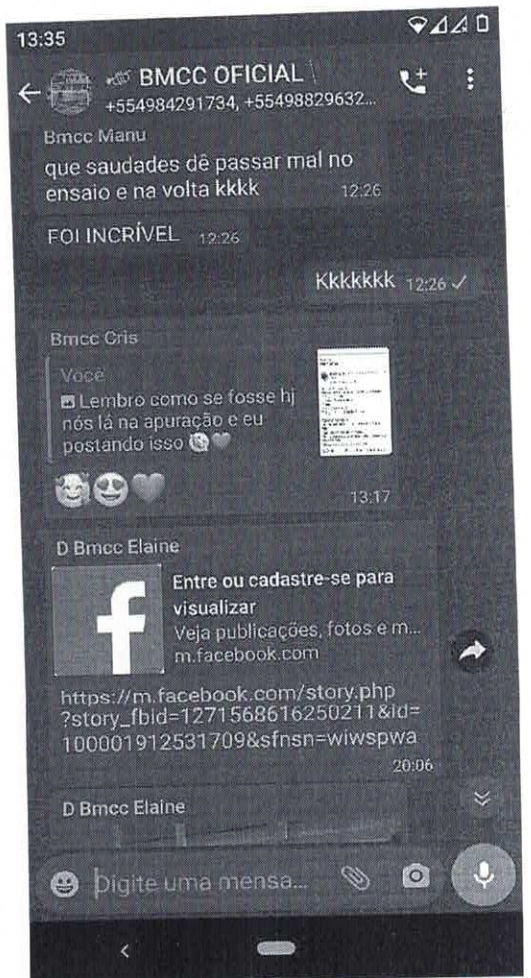 13:35
BMCC OFICIAL
+554984291734, +55498829632...
Bmcc Manu
que saudades dê passar mal no
ensaio e na volta kkkk
12:26
FOI INCRÍVEL 12:26
Kkkkkkk 12:26
Bmcc Cris
Você
Lembro como se fosse hj
nós lá na apuração e eu
postando isso
13:17
D Bmcc Elaine
f
Entre ou cadastre-se para
visualizar
Veja publicações, fotos e m...
m.facebook.com
https://m.facebook.com/story.php
?story_fbid=1271568616250211&id=
100001912531709&sfnsn=wiwspwa
20:06
D Bmcc Elaine
Digite uma mensa...